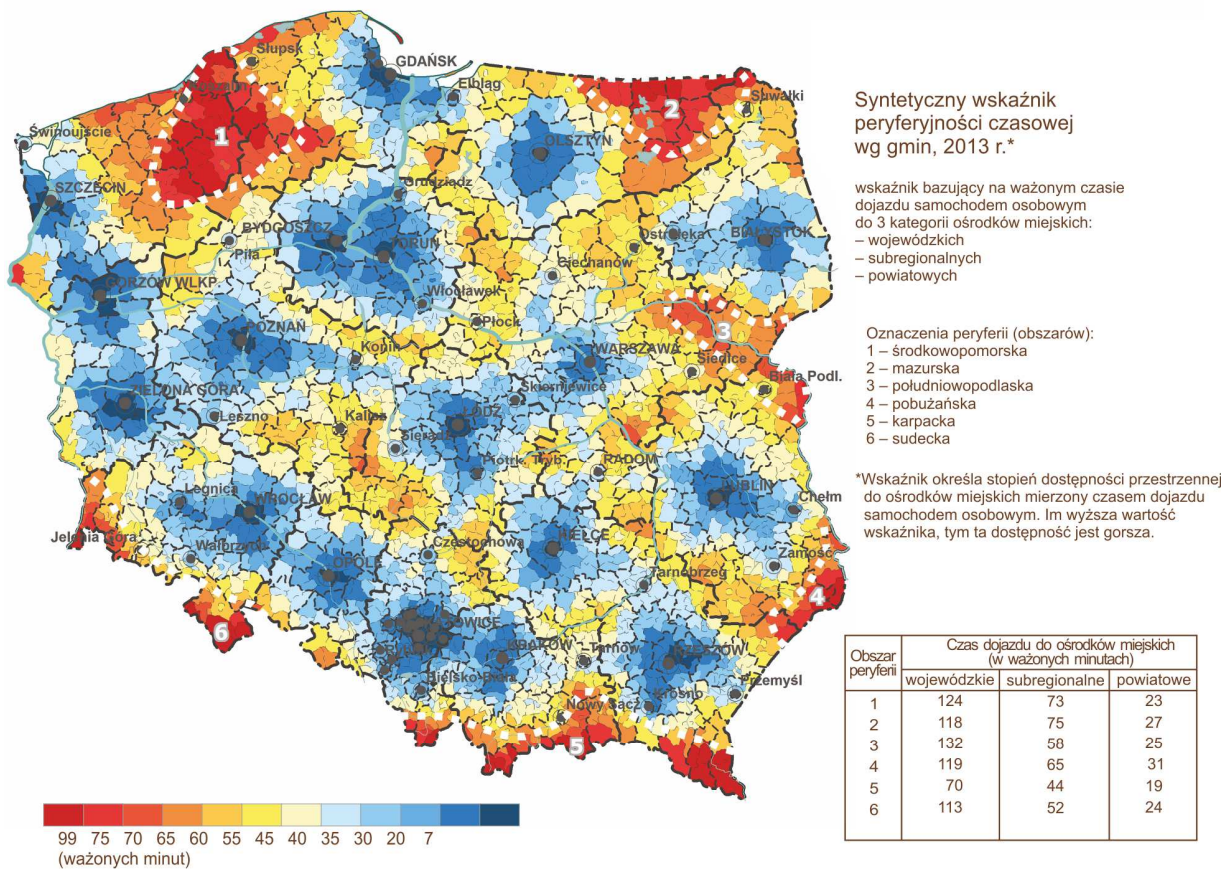 Słupsk
GDAŃSK
Elbląg
Suwałki
Koszalin
1
2
Świnoujście
OLSZTYN
SZCZECIN
Grudziądz
BYDGOSZCZ
Ostrołęka
BIAŁYSTOK
Piła
TORUŃ
Ciechanów
GORZÓW WLKP.
Włocławek
Płock
3
POZNAŃ
Konin
WARSZAWA
Siedlce
Biała Podl.
ZIELONA GÓRA
Skierniewice
Leszno
Kalisz
ŁÓDŹ
Sieradz
Piotrk. Tryb.
RADOM
Legnica
WROCŁAW
LUBLIN
Chełm
Jelenia Góra
Wałbrzych
Częstochowa
KIELCE
Zamość
OPOLE
Tarnobrzeg
4
6
KATOWICE
KRAKÓW
Tarnów
RZESZÓW
RYBNIK
Bielsko-Biała
Krosno
Przemyśl
Nowy Sącz
5
99 75 70 65 60 55 45 40 35 30 20 7
(ważonych minut)
Syntetyczny wskaźnik
peryferyjności czasowej
wg gmin, 2013 r.*
wskaźnik bazujący na ważonym czasie
dojazdu samochodem osobowym
do 3 kategorii ośrodków miejskich:
– wojewódzkich
– subregionalnych
– powiatowych
Oznaczenia peryferii (obszarów):
1 – środkowopomorska
2 – mazurska
3 – południowopodlaska
4 – pobużańska
5 – karpacka
6 – sudecka
*Wskaźnik określa stopień dostępności przestrzennej
do ośrodków miejskich mierzony czasem dojazdu
samochodem osobowym. Im wyższa wartość
wskaźnika, tym ta dostępność jest gorsza.
Obszar
peryferii
Czas dojazdu do ośrodków miejskich
(w ważonych minutach)
wojewódzkie subregionalne powiatowe
1 124 73 23
2 118 75 27
3 132 58 25
4 119 65 31
5 70 44 19
6 113 52 24